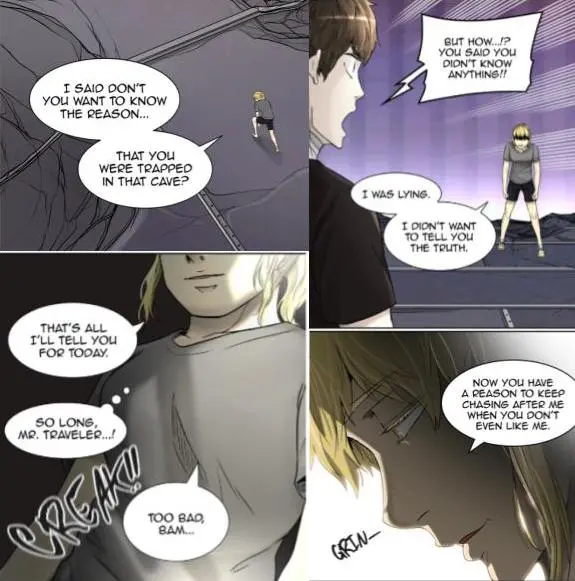 I SAID DON'T
YOU WANT TO KNOW
THE REASON...
THAT YOU
WERE TRAPPED
IN THAT CAVE?
BUT HOW...!?
YOU SAID YOU
DIDN'T KNOW
ANYTHING!!
I WAS LYING.
I DIDN'T WANT
TO TELL YOU
THE TRUTH.
THAT'S ALL
I'LL TELL YOU
FOR TODAY.
SO LONG,
MR. TRAVELER...!
CREAK!!
TOO BAD,
BAM...
NOW YOU HAVE
A REASON TO KEEP
CHASING AFTER ME
WHEN YOU DON'T
EVEN LIKE ME.
GRIN—